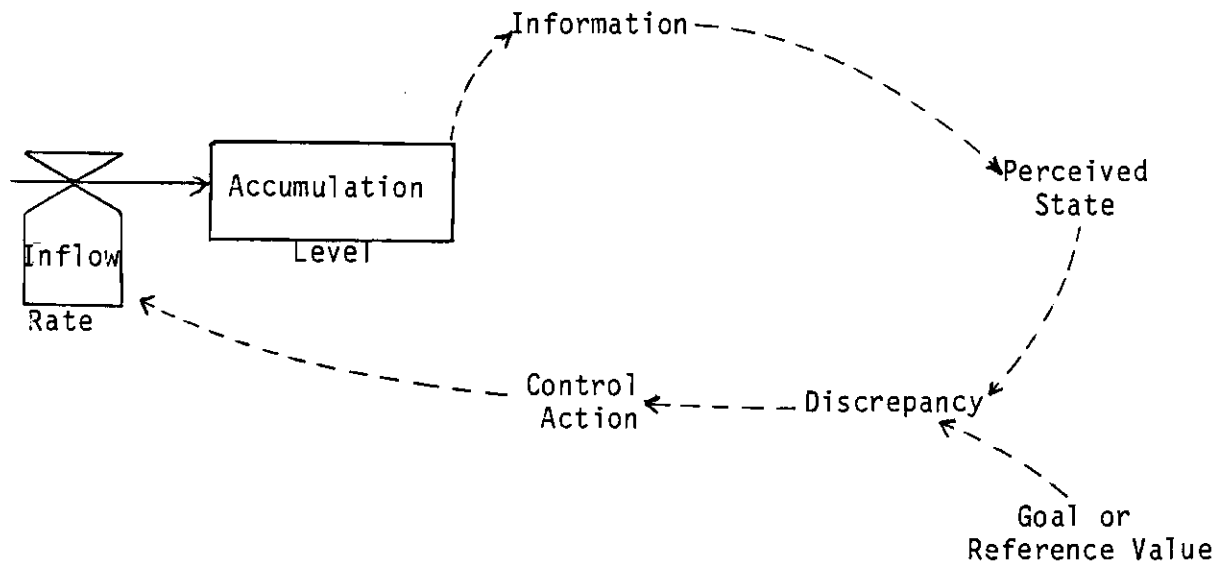 Information
Perceived
State
Accumulation
Level
Inflow
Rate
Control
Action
Discrepancy
Goal or
Reference Value